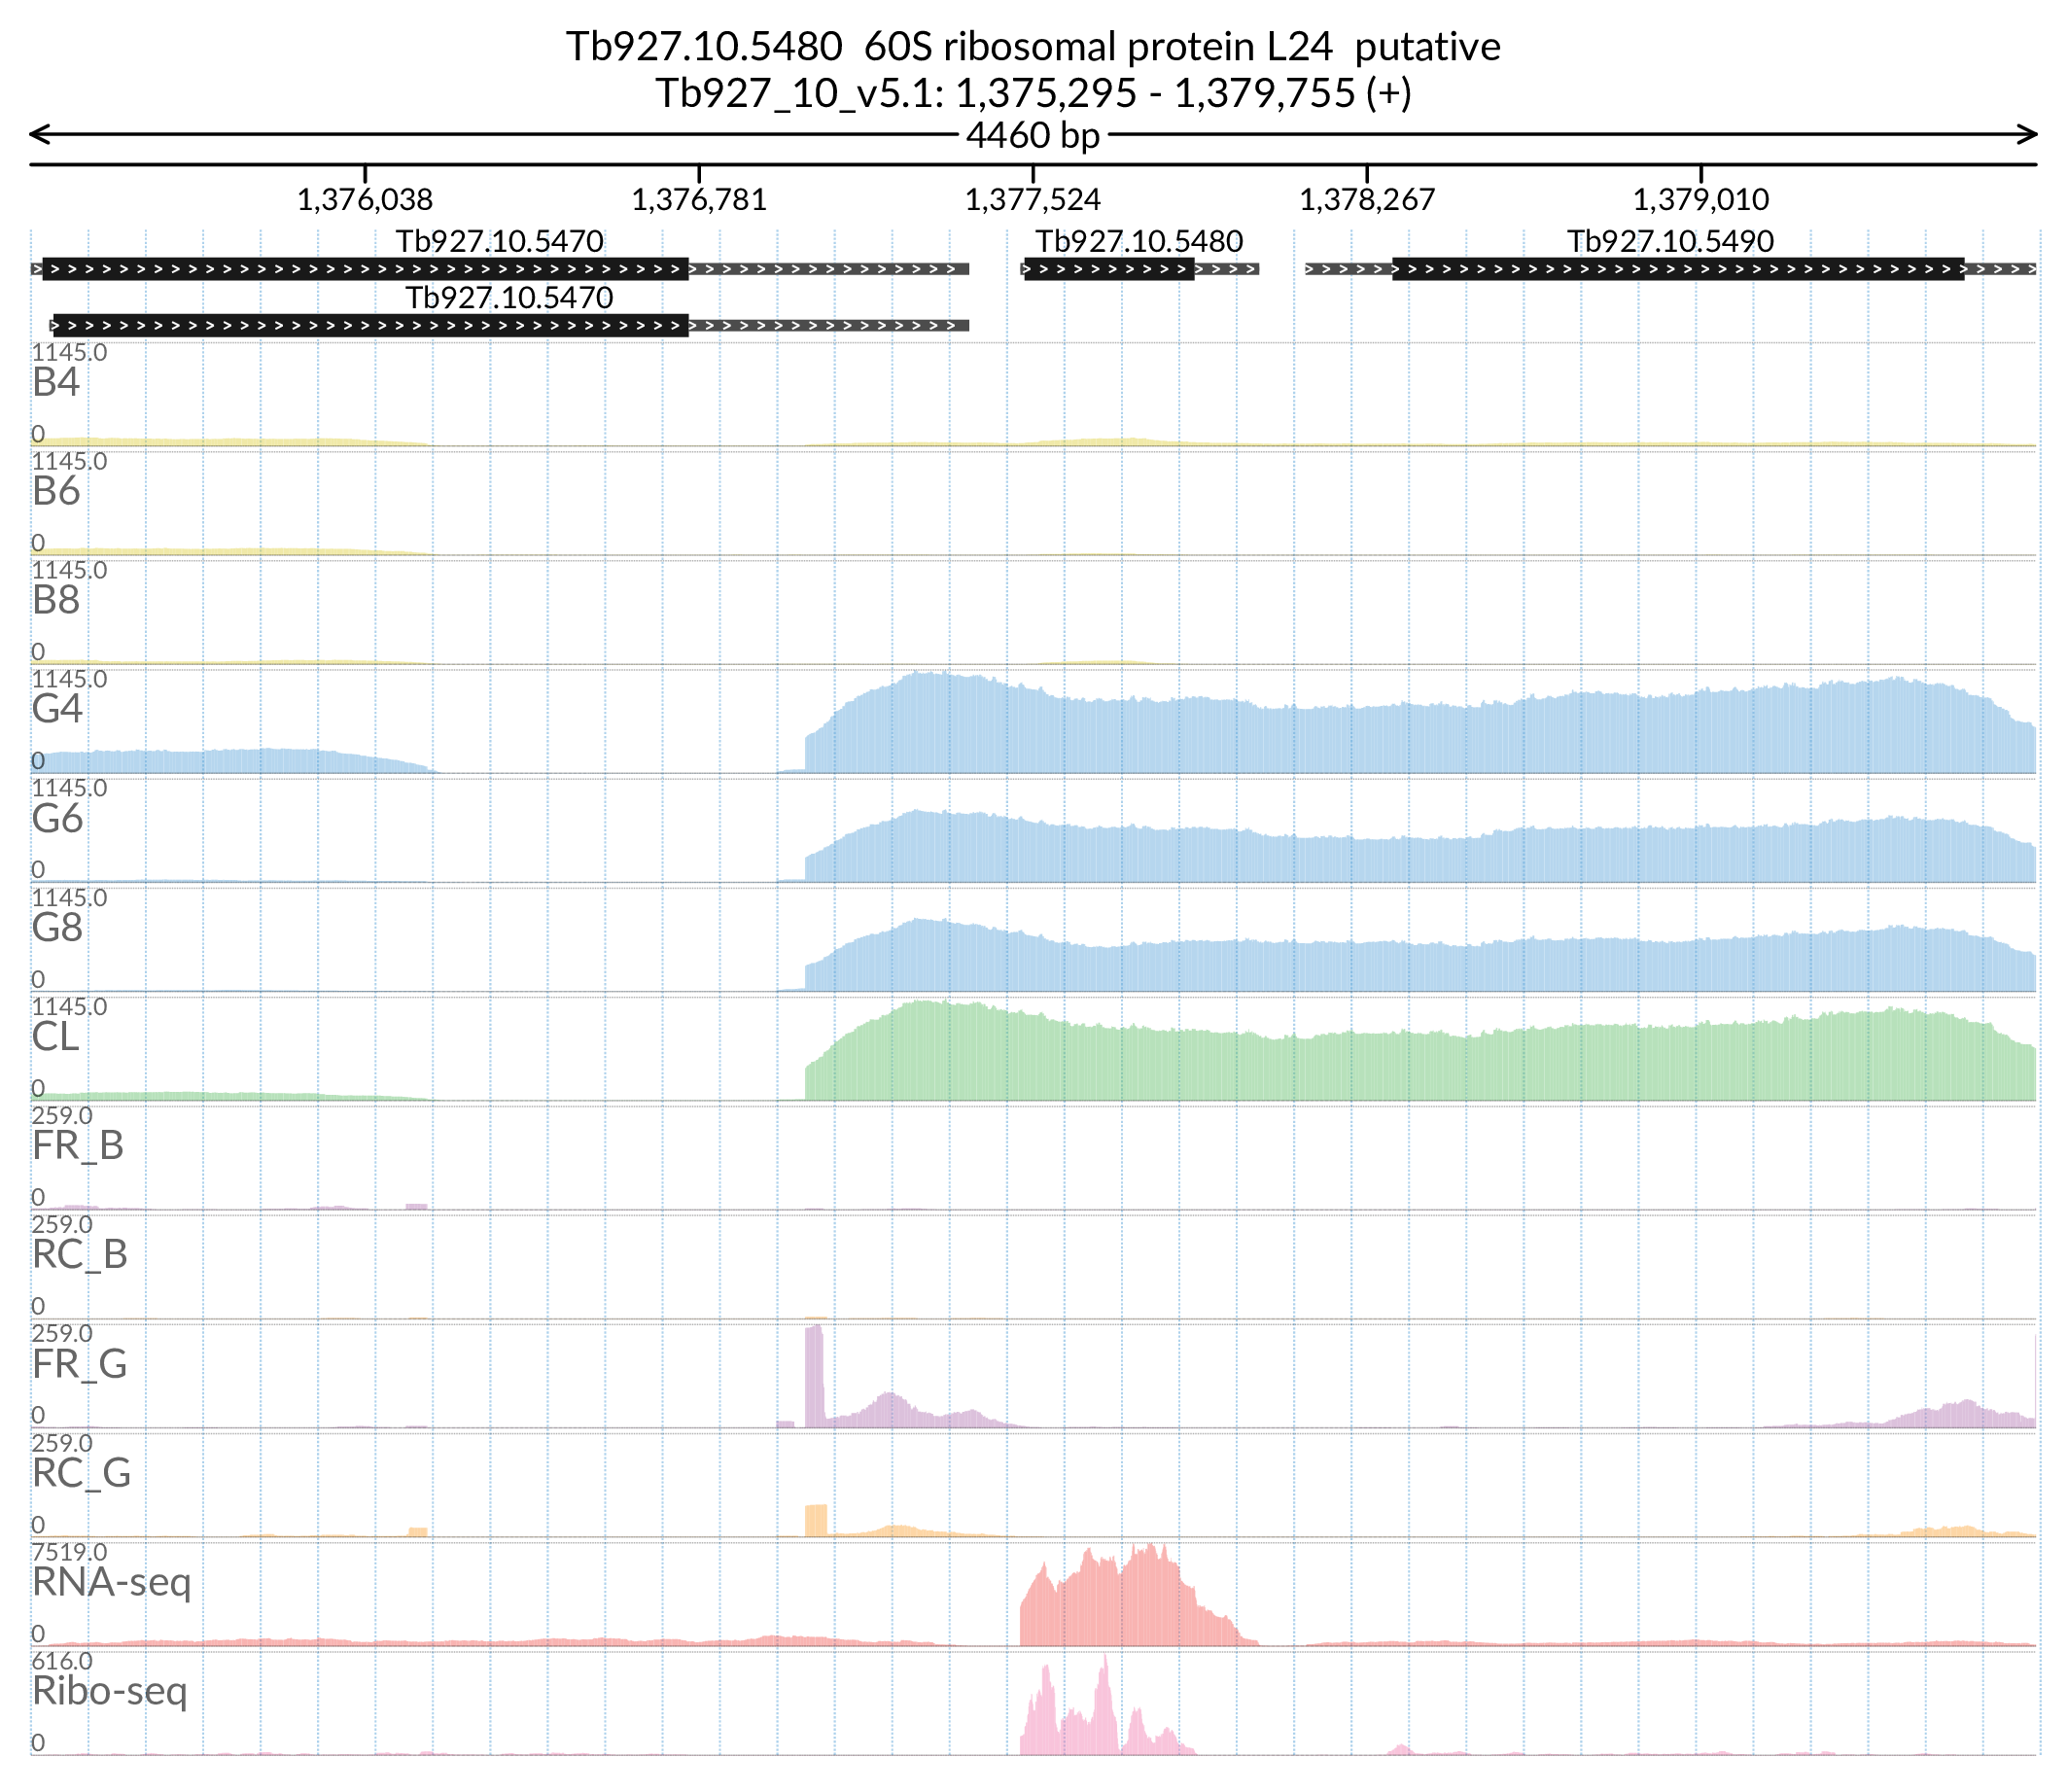 Tb927.10.5480 60S ribosomal protein L24 putative
Tb927_10_v5.1: 1,375,295 - 1,379,755 (+)
4460 bp
1,376,038 1,376,781 1,377,524 1,378,267 1,379,010
Tb927.10.5470 Tb927.10.5480 Tb927.10.5490
Tb927.10.5470
1145.0
B4
0
1145.0
B6
0
1145.0
B8
0
1145.0
G4
0
1145.0
G6
0
1145.0
G8
0
1145.0
CL
0
259.0
FR_B
0
259.0
RC_B
0
259.0
FR_G
0
259.0
RC_G
0
7519.0
RNA-seq
0
616.0
Ribo-seq
0